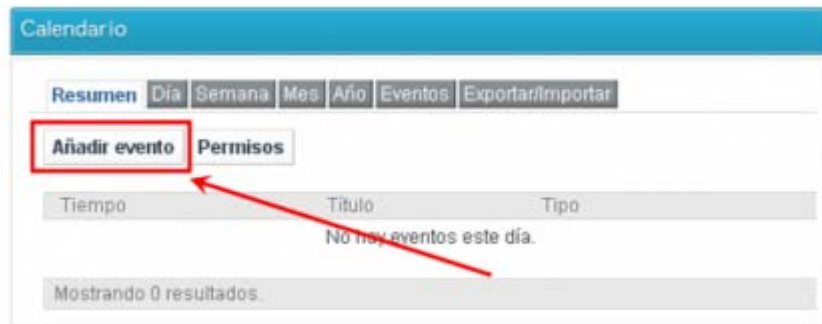 Calendario
Resumen Día Semana Mes Año Eventos Exportar/Importar
Añadir evento Permisos
Tiempo Título Tipo
No hay eventos este día.
Mostrando 0 resultados.